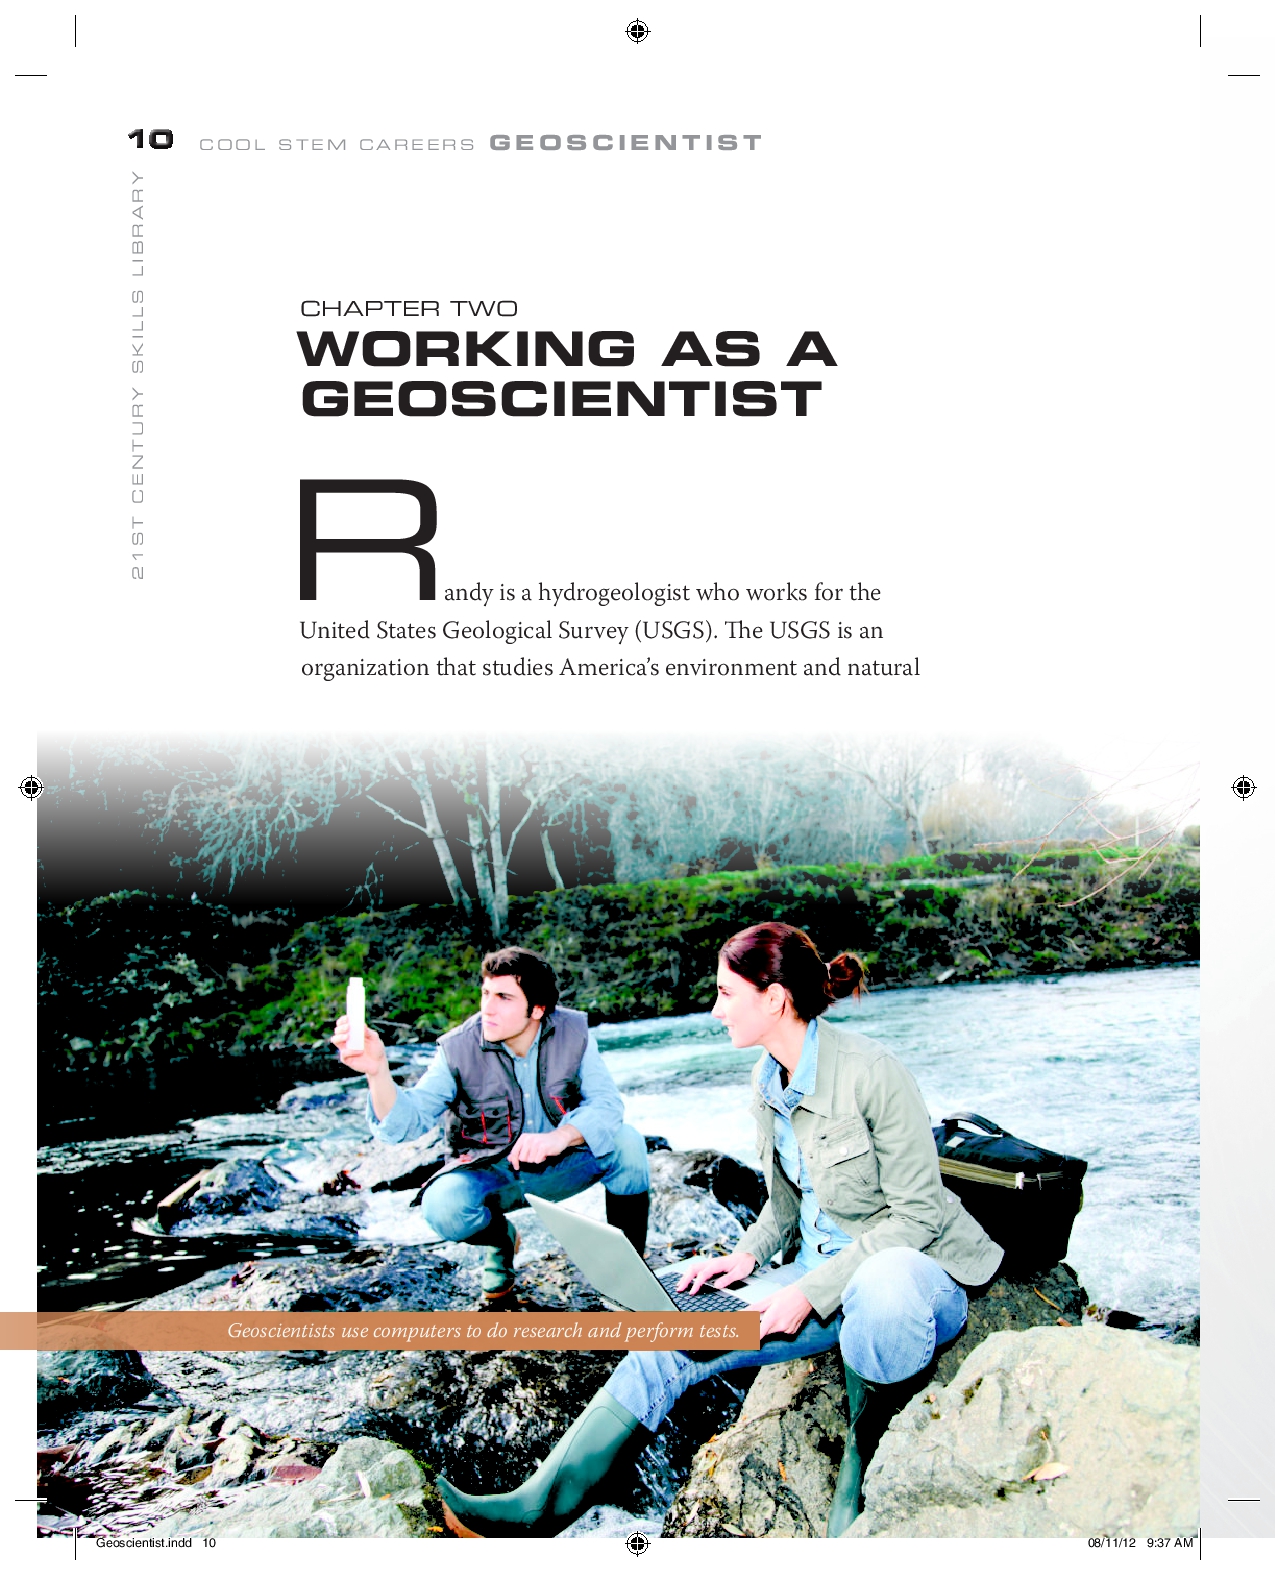 10 COOL STEM CAREERS GEOSCIENTIST
21ST CENTURY SKILLS LIBRARY
CHAPTER TWO
WORKING AS A
GEOSCIENTIST
Randy is a hydrogeologist who works for the
United States Geological Survey (USGS). The USGS is an
organization that studies America’s environment and natural
Geoscientists use computers to do research and perform tests.
Geoscientist.indd 10
08/11/12 9:37 AM